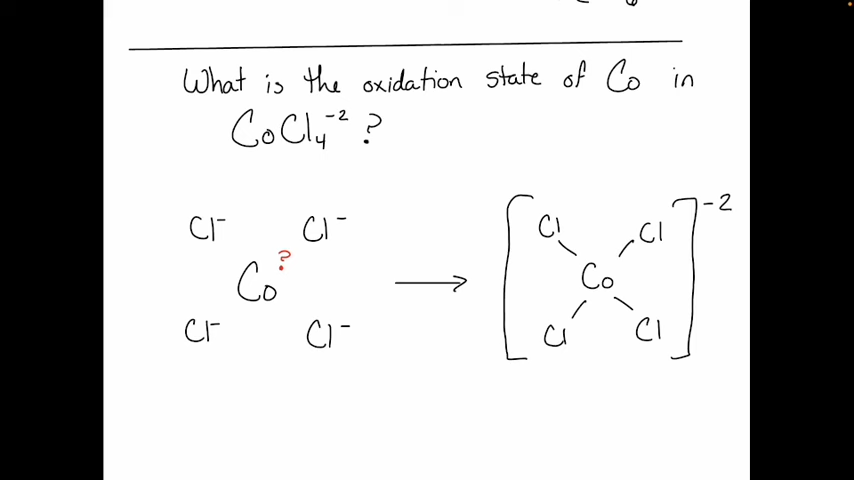 What is the oxidation state of Co in
CoCl₄⁻² ?
Cl⁻ Cl⁻
Co?
Cl⁻ Cl⁻
Cl Cl
Co
Cl Cl
-2